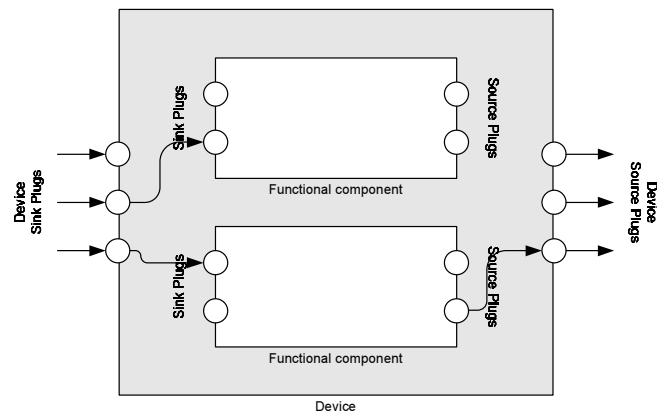 Sink Plugs
Source Plugs
Functional component
Device
Sink Plugs
Device
Source Plugs
Sink Plugs
Source Plugs
Functional component
Device